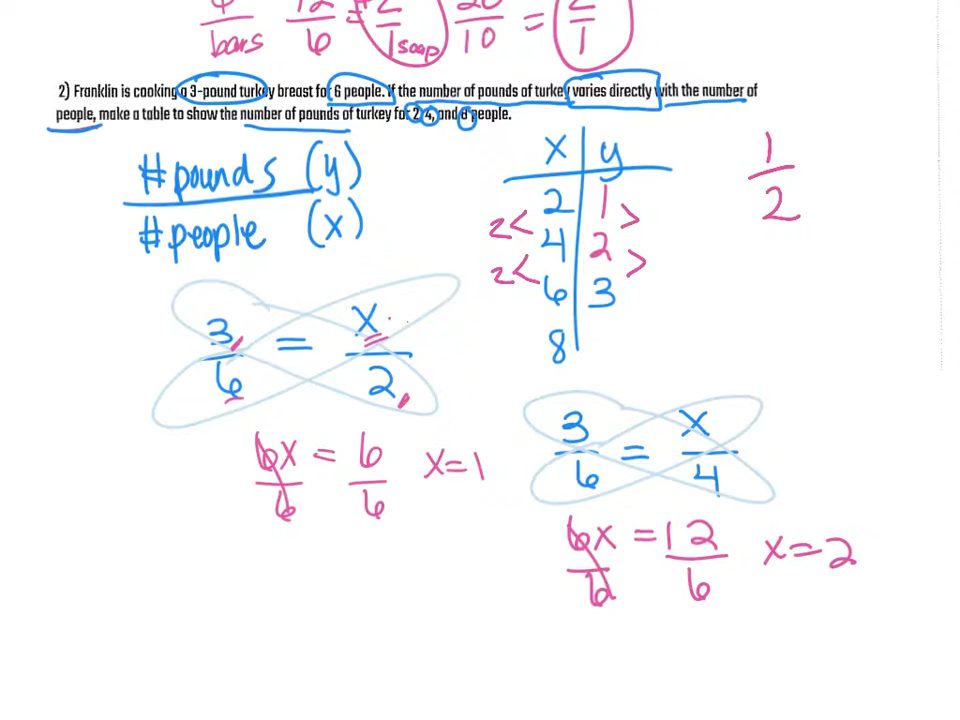 bars 12/6 = 2/1 soap 20/10 = 2/1
2) Franklin is cooking a 3-pound turkey breast for 6 people. If the number of pounds of turkey varies directly with the number of
people, make a table to show the number of pounds of turkey for 2, 4, and 8 people.
# pounds (y)
# people (x)
x y
2 1
4 2
6 3
8
2<
2<
>
>
1/2
3/6 = x/2
6x/6 = 6/6 x=1
3/6 = x/4
6x/6 = 12/6 x=2